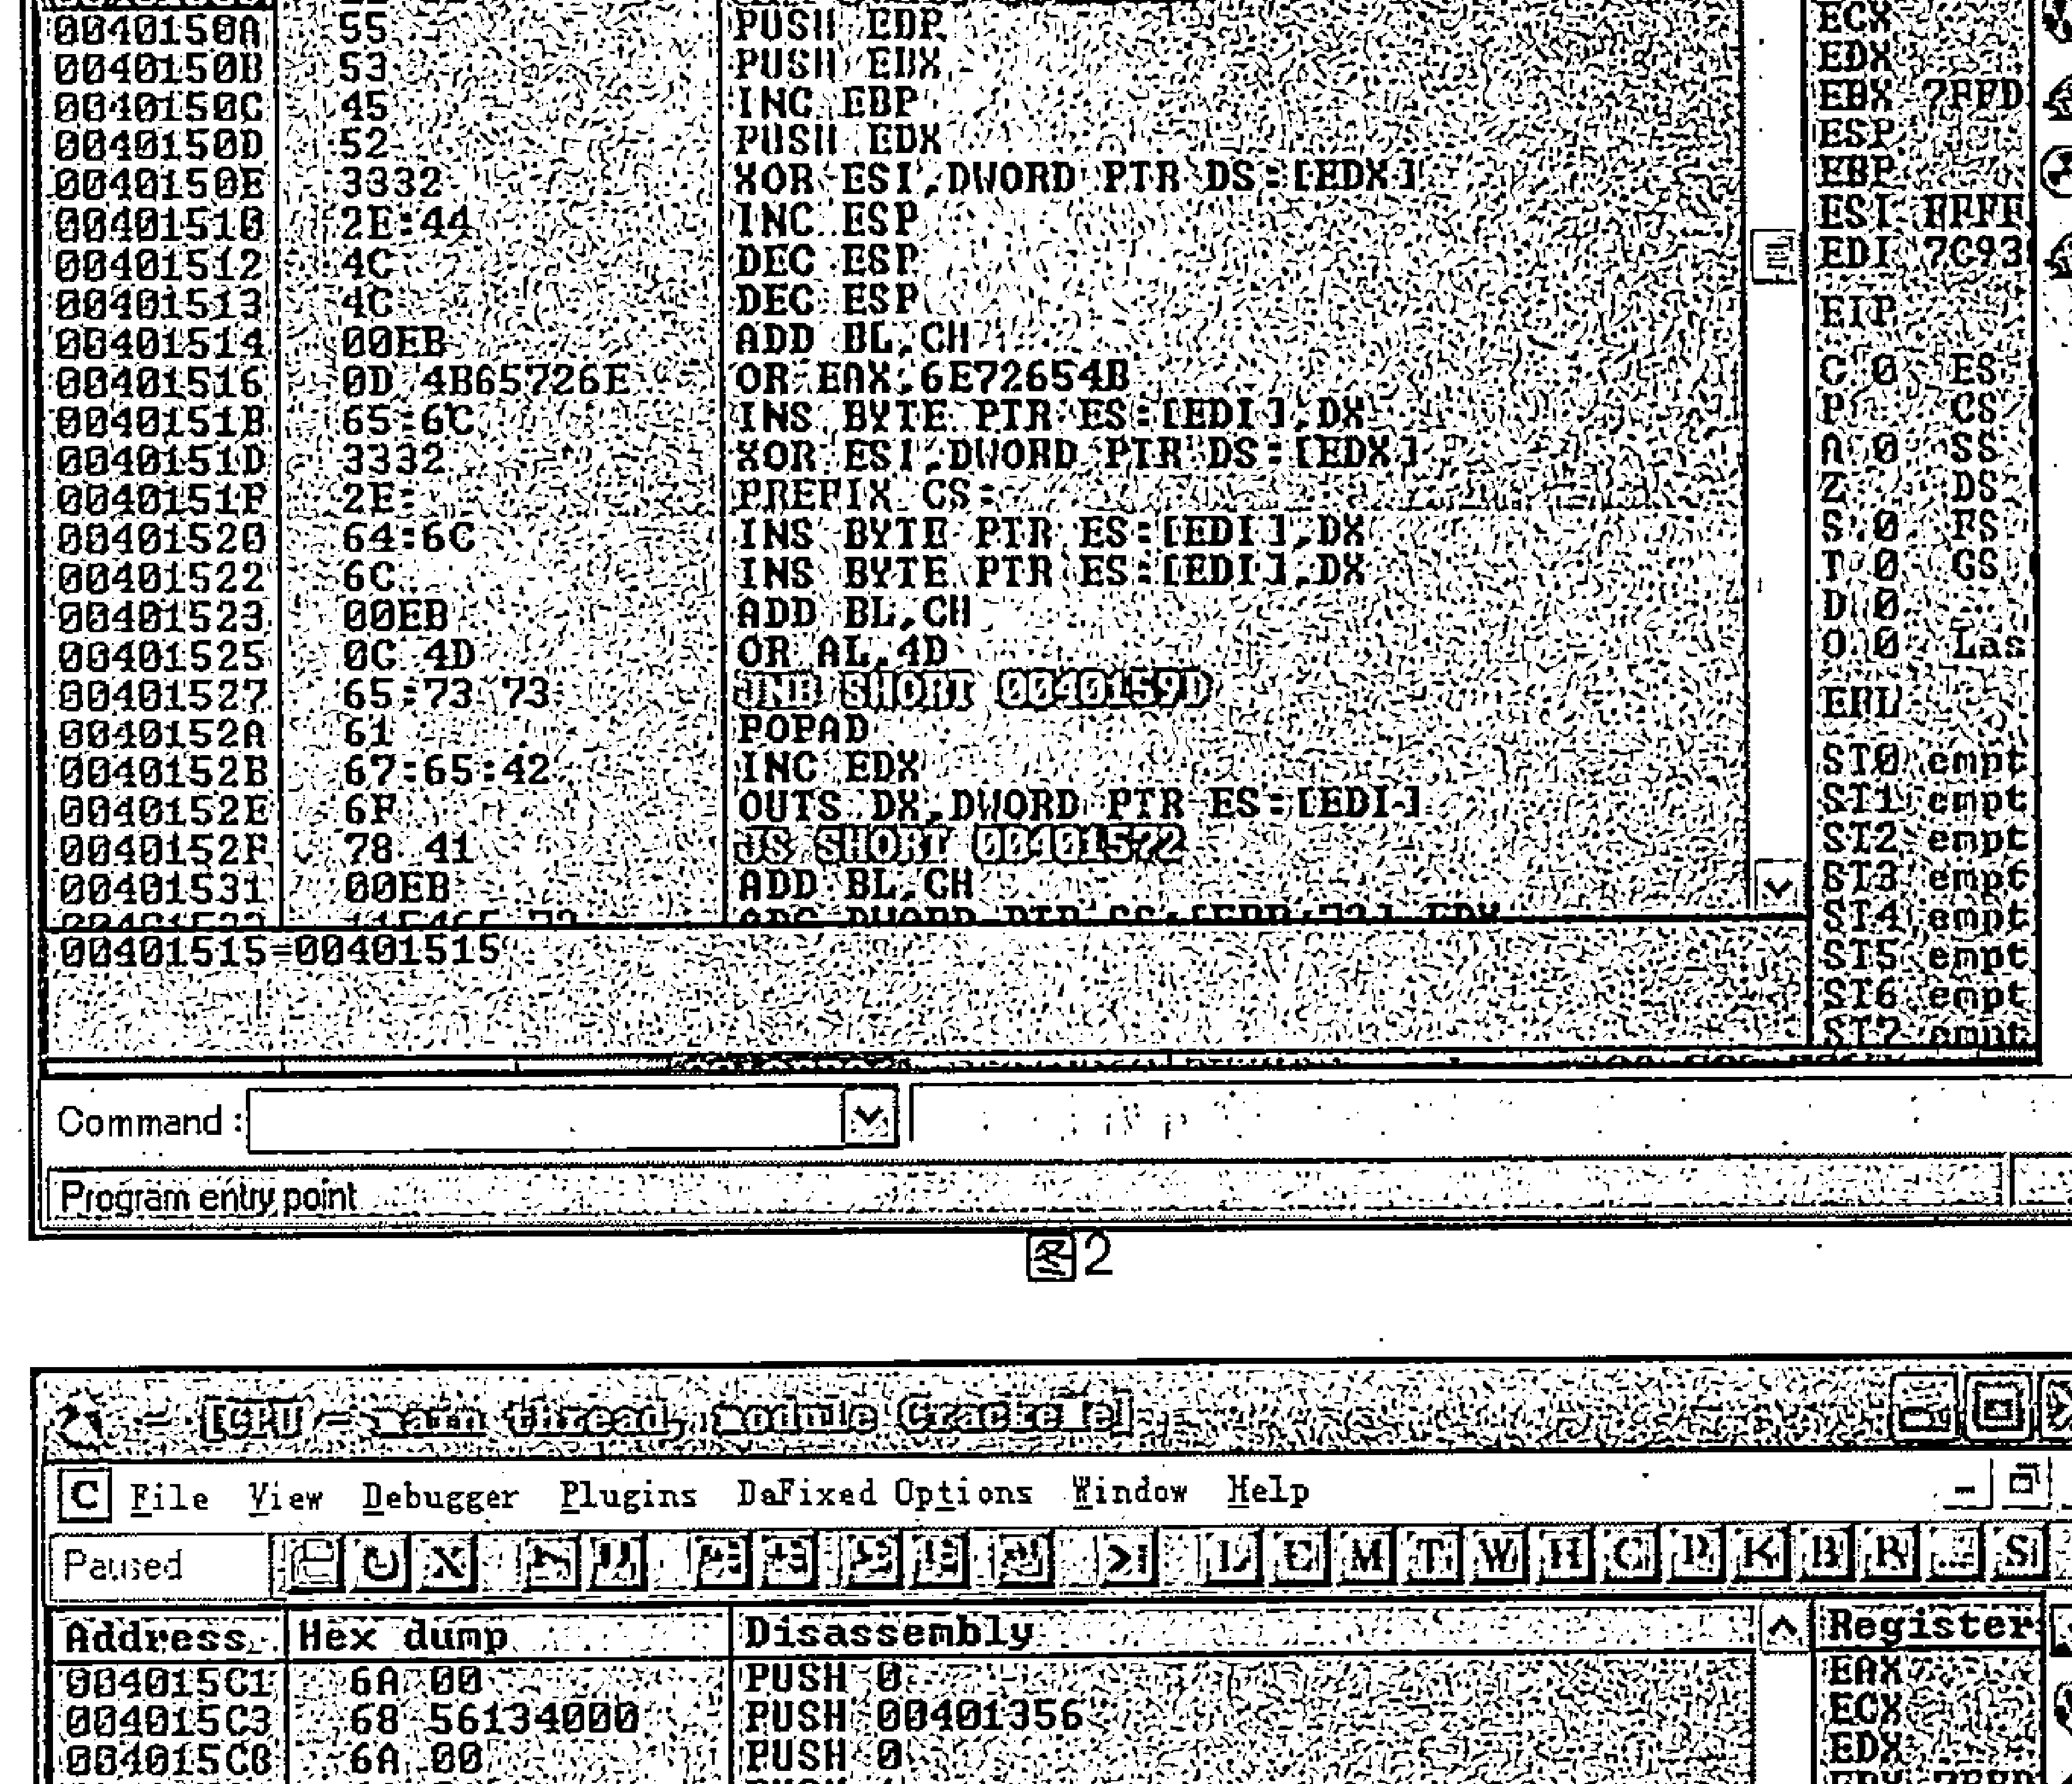 0040150A 55 PUSH EBP
0040150B 53 PUSH EBX
0040150C 45 INC EBP
0040150D 52 PUSH EDX
0040150E 3332 XOR ESI,DWORD PTR DS:[EDX]
00401510 2E:44 INC ESP
00401512 4C DEC ESP
00401513 4C DEC ESP
00401514 00EB ADD BL,CH
00401516 0D 4B65726E OR EAX,6E72654B
0040151B 65:6C INS BYTE PTR ES:[EDI],DX
0040151D 3332 XOR ESI,DWORD PTR DS:[EDX]
0040151F 2E: PREFIX CS:
00401520 64:6C INS BYTE PTR ES:[EDI],DX
00401522 6C INS BYTE PTR ES:[EDI],DX
00401523 00EB ADD BL,CH
00401525 0C 4D OR AL,4D
00401527 65:73 73 JNB SHORT 0040159D
0040152A 61 POPAD
0040152B 67:65:42 INC EDX
0040152E 6F OUTS DX,DWORD PTR ES:[EDI]
0040152F 78 41 JS SHORT 00401572
00401531 00EB ADD BL,CH
00401515=00401515
ECX
EDX
EBX 7FFD
ESP
EBP
ESI FFFF
EDI 7C93
EIP
C 0 ES
P CS
A 0 SS
Z DS
S 0 FS
T 0 GS
D 0
O 0 Las
EFL
ST0 empt
ST1 empt
ST2 empt
ST3 empt
ST4 empt
ST5 empt
ST6 empt
ST7 empt
Command :
Program entry point
图2
[CPU - main thread, module Crackme]
C File View Debugger Plugins DaFixed Options Window Help
Paused L E M T W H C P K B R ... S
Address Hex dump Disassembly Register
004015C1 6A 00 PUSH 0 EAX
004015C3 68 56134000 PUSH 00401356 ECX
004015C8 6A 00 PUSH 0 EDX